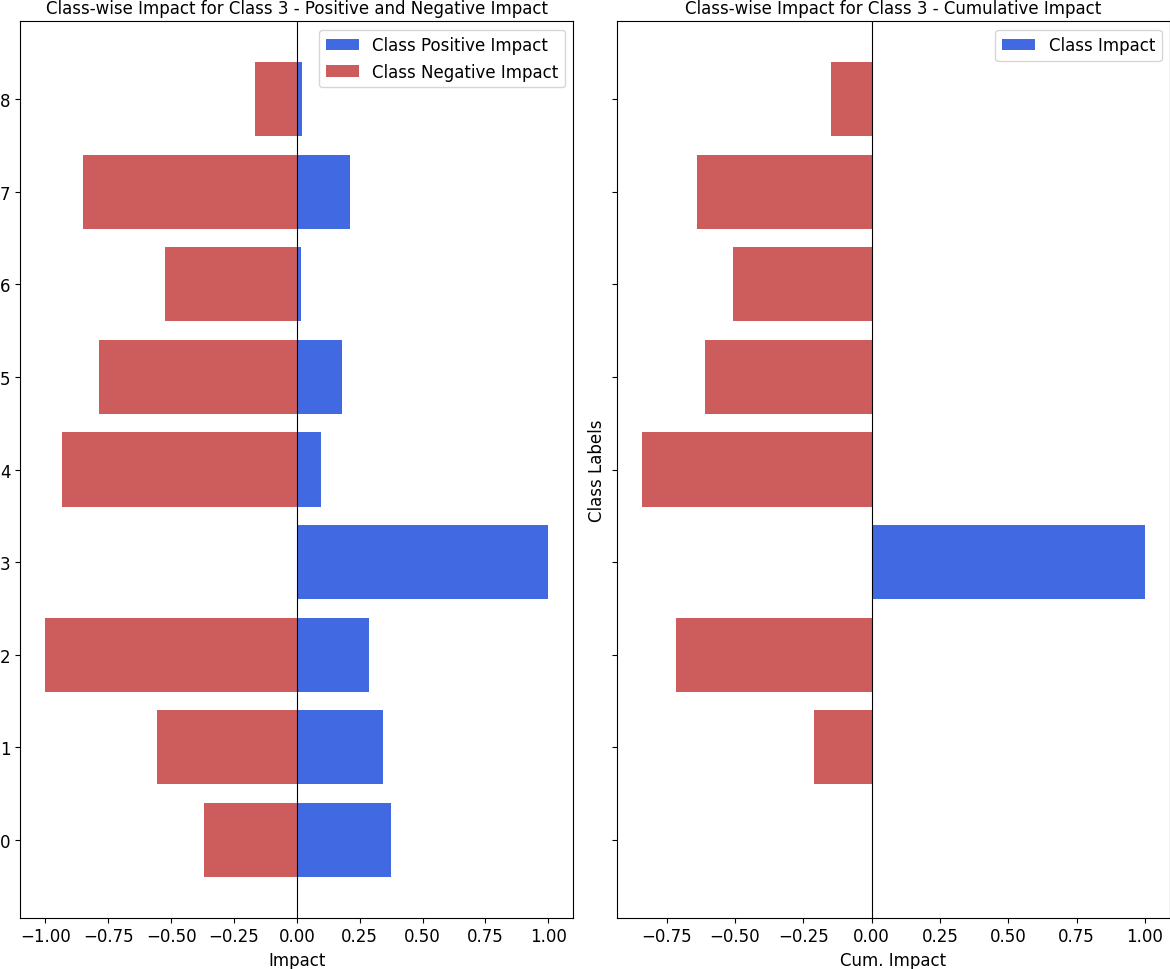 Class-wise Impact for Class 3 - Positive and Negative Impact
Class Positive Impact
Class Negative Impact
8
7
6
5
4
3
2
1
0
−1.00 −0.75 −0.50 −0.25 0.00 0.25 0.50 0.75 1.00
Impact
Class-wise Impact for Class 3 - Cumulative Impact
Class Impact
Class Labels
−0.75 −0.50 −0.25 0.00 0.25 0.50 0.75 1.00
Cum. Impact